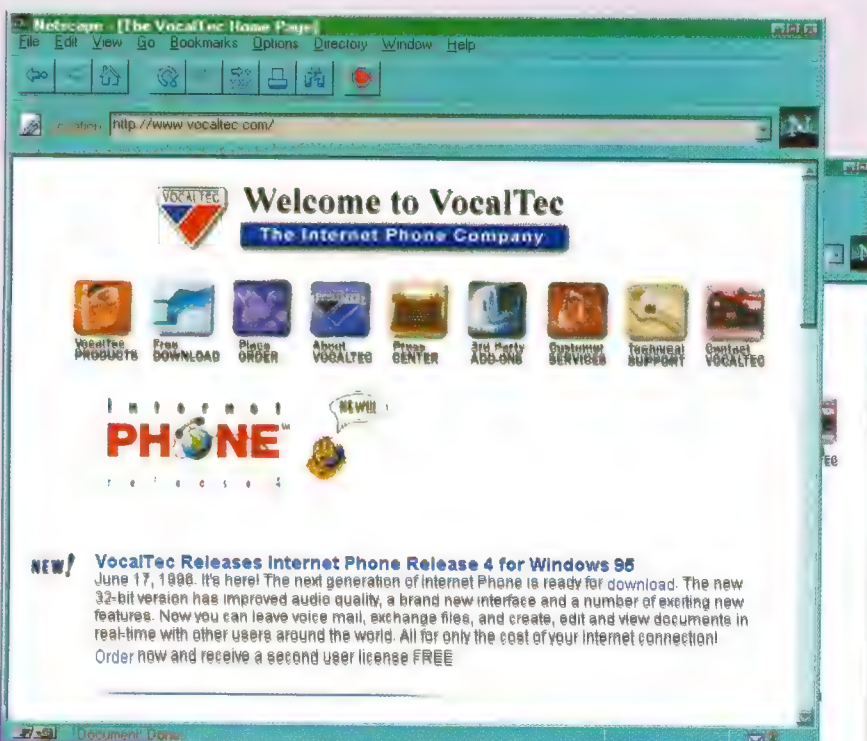 Netscape - [The VocalTec Home Page]
File Edit View Go Bookmarks Options Directory Window Help
Location: http://www.vocaltec.com/
N
VOCALTEC
Welcome to VocalTec
The Internet Phone Company
VocalTec PRODUCTS
Free DOWNLOAD
Place ORDER
About VOCALTEC
Press CENTER
3rd Party ADD-ONS
Customer SERVICES
Technical SUPPORT
Contact VOCALTEC
Internet
PHONE™
release 4
NEW!!!
NEW!
VocalTec Releases Internet Phone Release 4 for Windows 95
June 17, 1996. It's here! The next generation of Internet Phone is ready for download. The new
32-bit version has improved audio quality, a brand new interface and a number of exciting new
features. Now you can leave voice mail, exchange files, and create, edit and view documents in
real-time with other users around the world. All for only the cost of your internet connection!
Order now and receive a second user license FREE
Document: Done